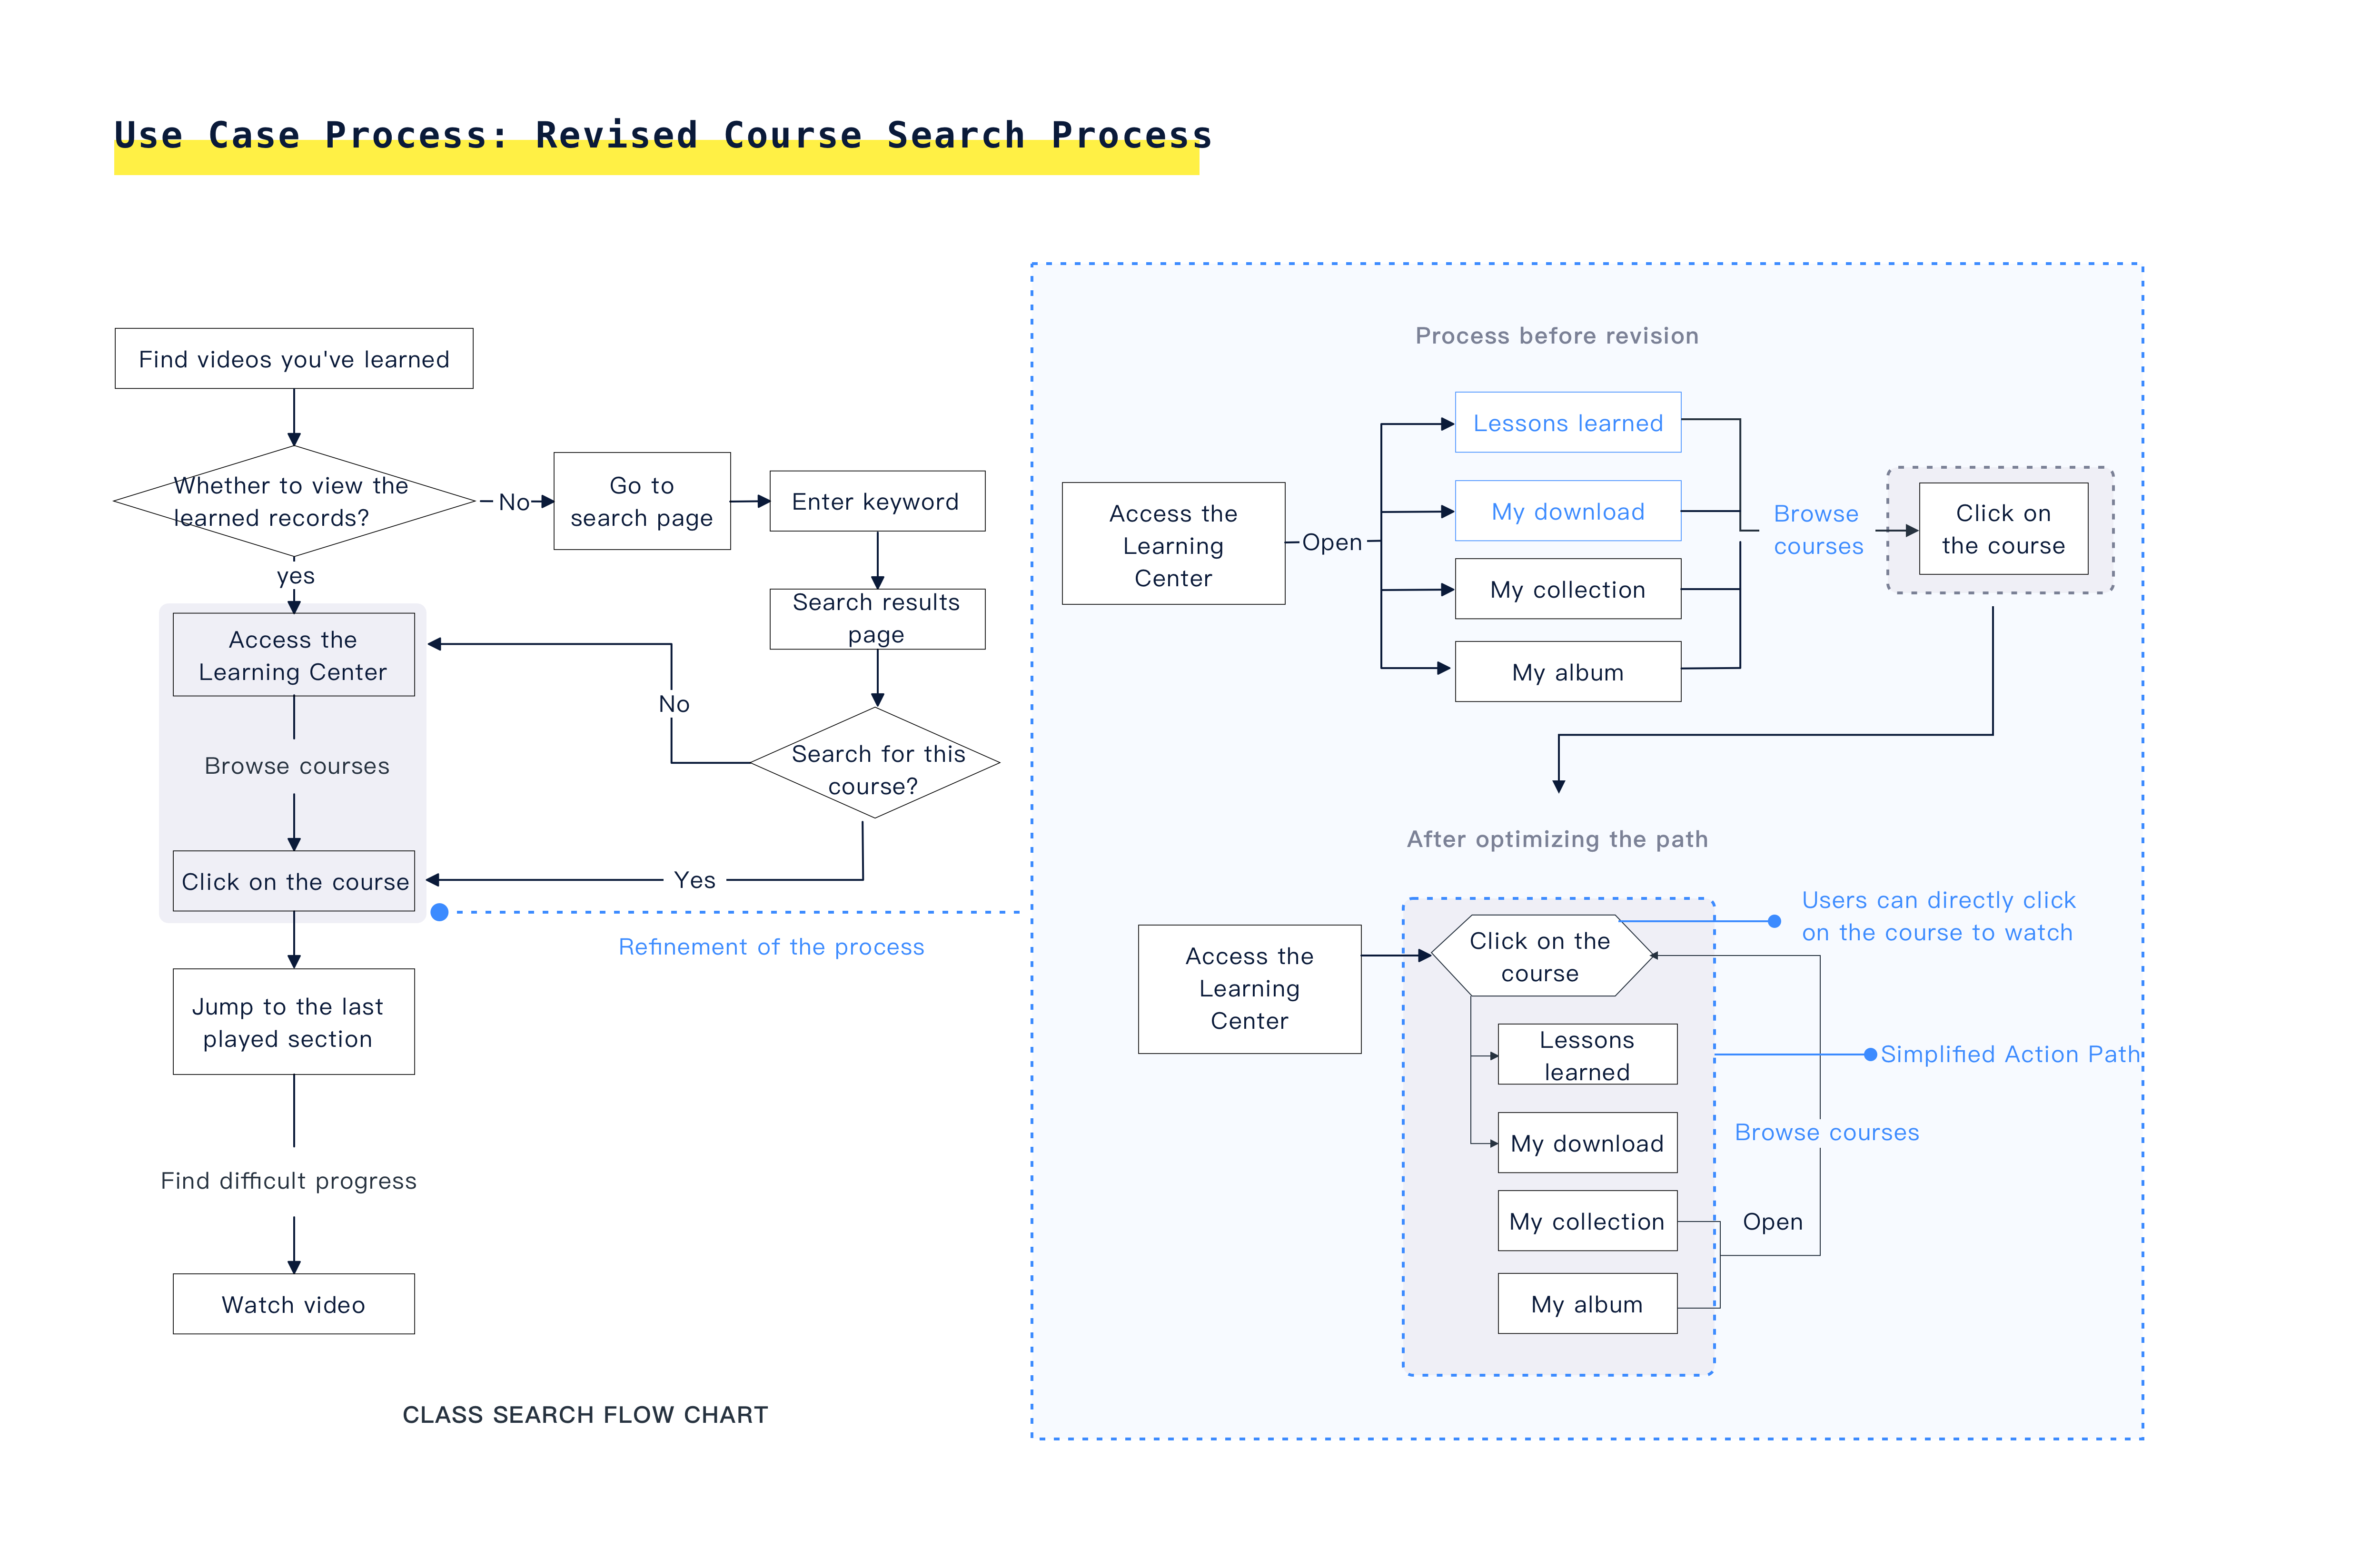 Use Case Process: Revised Course Search Process
Find videos you've learned
Whether to view the
learned records?
No
Go to
search page
Enter keyword
yes
Search results
page
Access the
Learning Center
No
Search for this
course?
Browse courses
Click on the course
Yes
Refinement of the process
Jump to the last
played section
Find difficult progress
Watch video
CLASS SEARCH FLOW CHART
Process before revision
Access the
Learning
Center
Open
Lessons learned
My download
My collection
My album
Browse
courses
Click on
the course
After optimizing the path
Access the
Learning
Center
Click on the
course
Users can directly click
on the course to watch
Lessons
learned
Simplified Action Path
My download
Browse courses
My collection
Open
My album